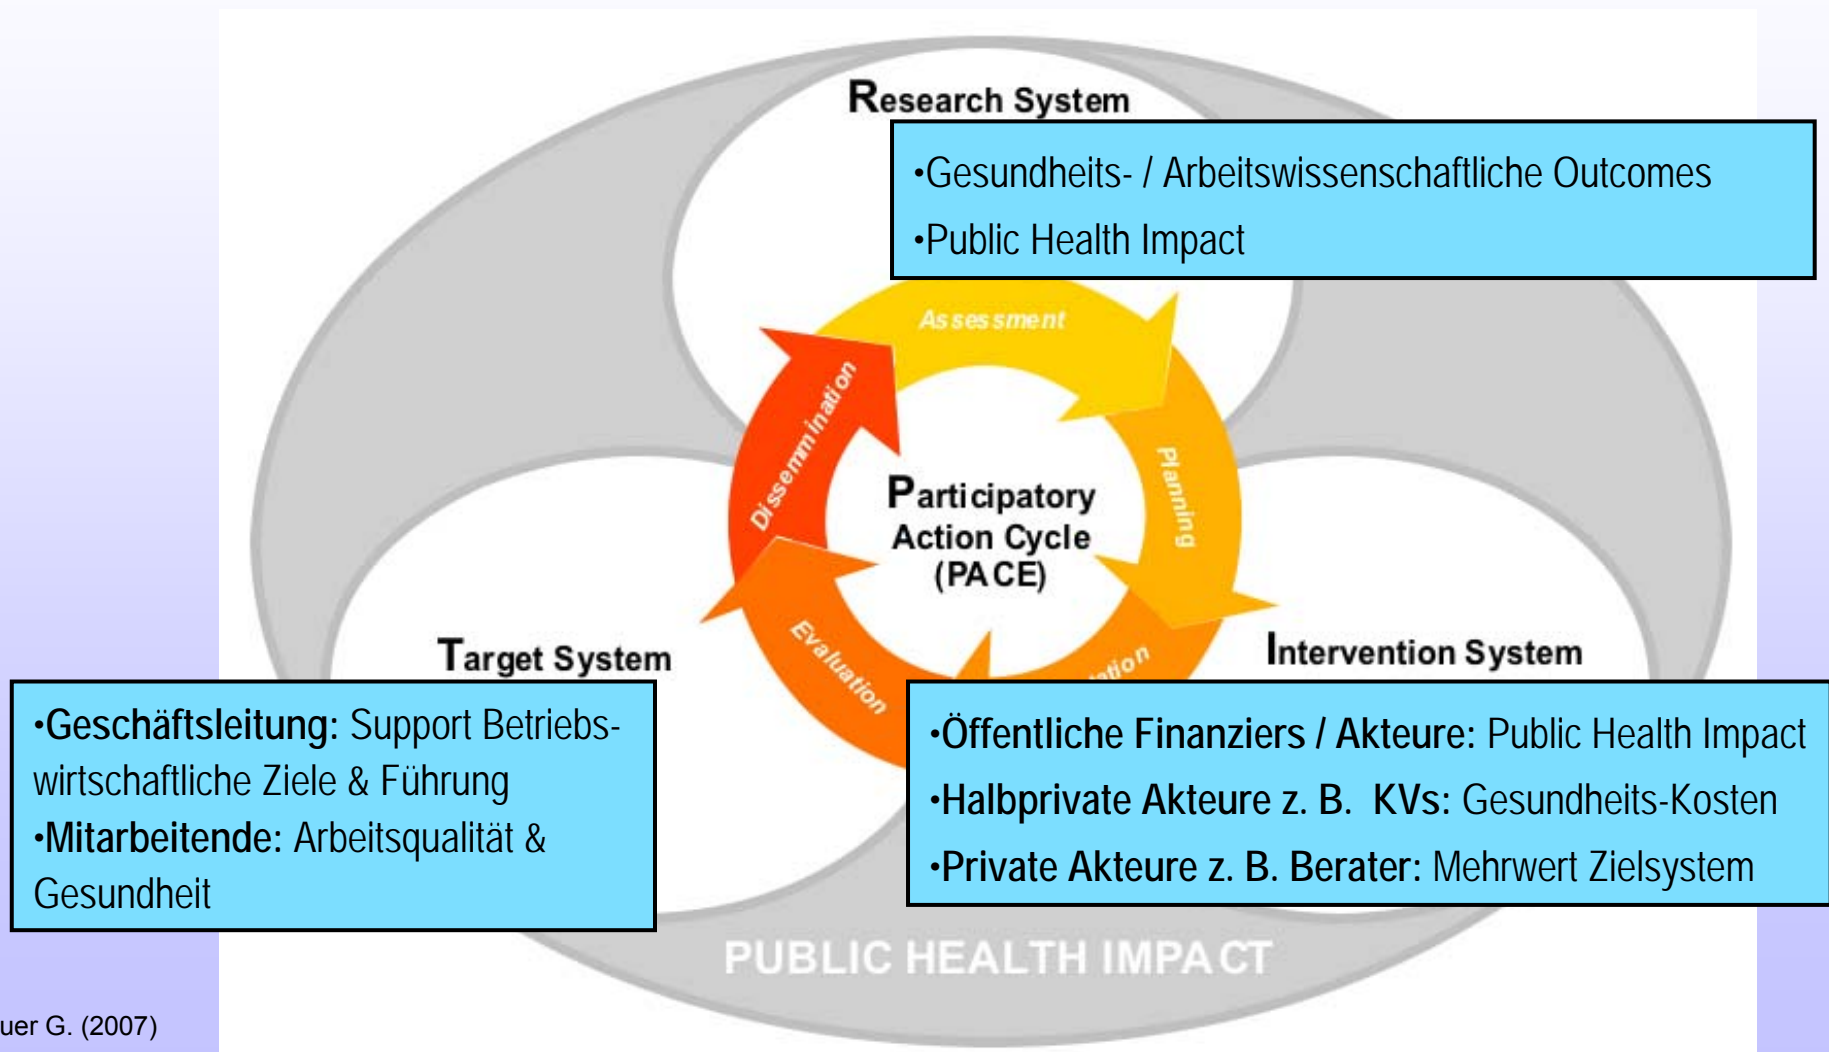 Research System
•Gesundheits- / Arbeitswissenschaftliche Outcomes
•Public Health Impact
Assessment
Planning
Dissemmination
Participatory
Action Cycle
(PACE)
Evaluation
Target System
Intervention System
•Geschäftsleitung: Support Betriebs-
wirtschaftliche Ziele & Führung
•Mitarbeitende: Arbeitsqualität &
Gesundheit
•Öffentliche Finanziers / Akteure: Public Health Impact
•Halbprivate Akteure z. B. KVs: Gesundheits-Kosten
•Private Akteure z. B. Berater: Mehrwert Zielsystem
PUBLIC HEALTH IMPACT
uer G. (2007)